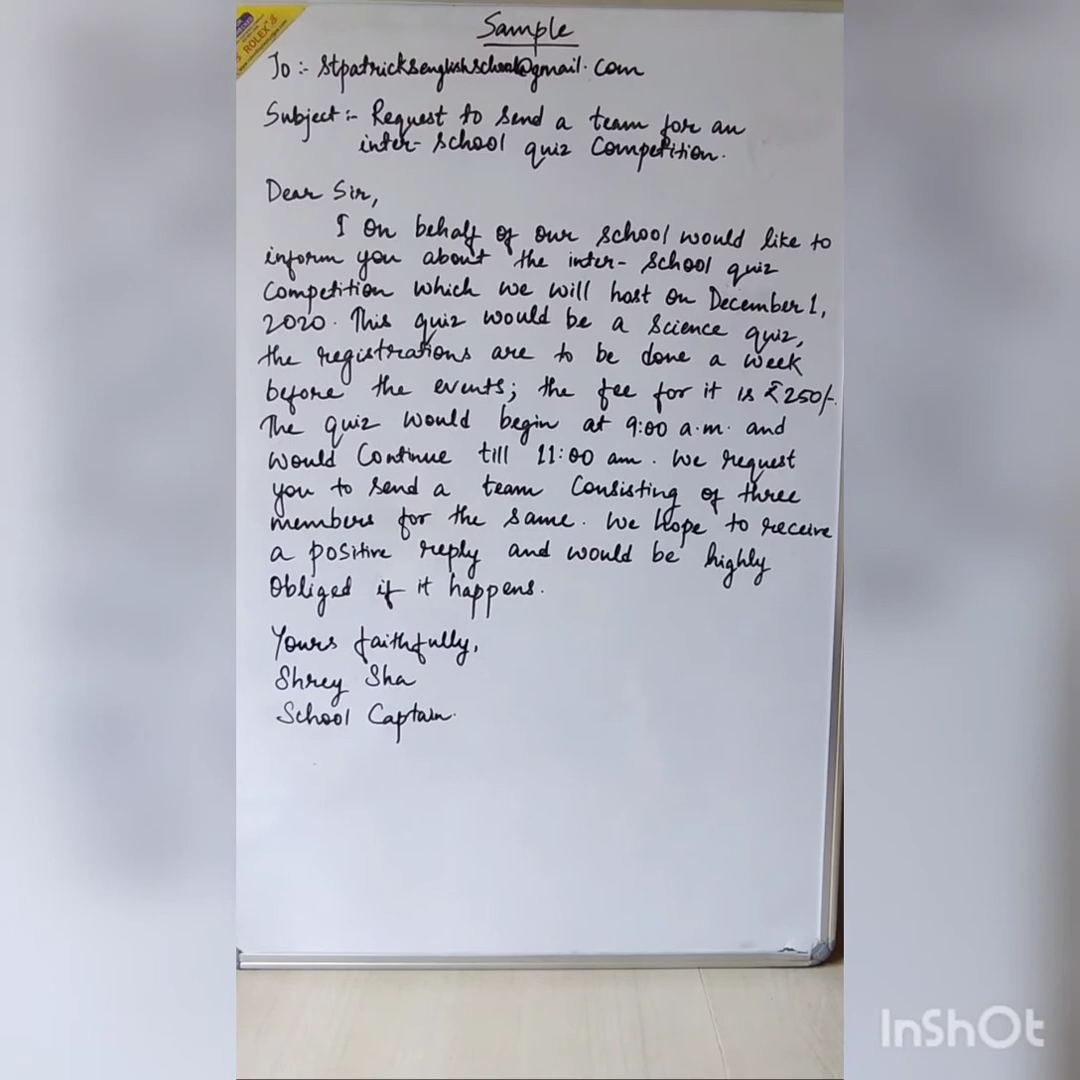 ROLEX
Sample
To :- stpatricksenglishschool@gmail.com
Subject :- Request to send a team for an
inter-school quiz competition.
Dear Sir,
I on behalf of our school would like to
inform you about the inter-school quiz
competition which we will host on December 1,
2020. This quiz would be a science quiz,
the registrations are to be done a week
before the events; the fee for it is ₹250/-.
The quiz would begin at 9:00 a.m. and
would continue till 11:00 am. We request
you to send a team consisting of three
members for the same. We hope to receive
a positive reply and would be highly
obliged if it happens.
Yours faithfully,
Shrey Sha
School Captain.
InShOt